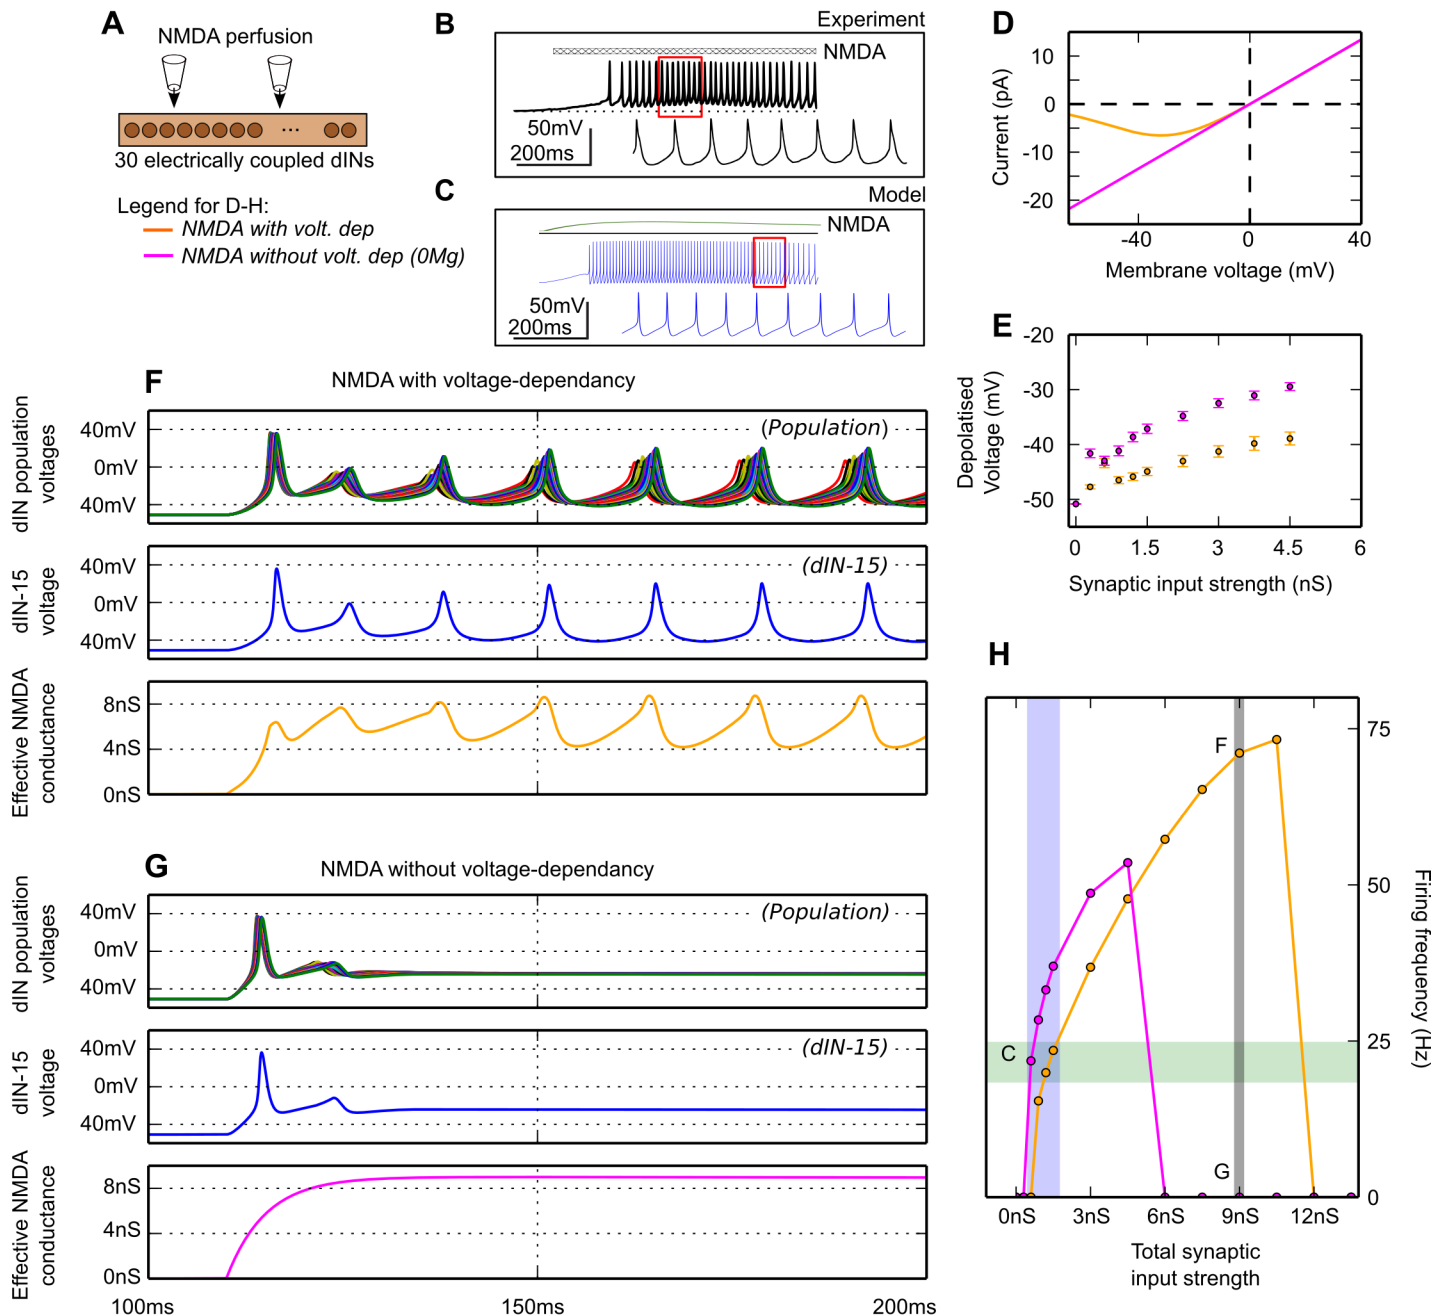 A
NMDA perfusion
...
30 electrically coupled dINs
Legend for D-H:
NMDA with volt. dep
NMDA without volt. dep (0Mg)
B
Experiment
NMDA
50mV
200ms
C
Model
NMDA
50mV
200ms
D
Current (pA)
10
0
-10
-20
-40
0
40
Membrane voltage (mV)
E
Depolatised
Voltage (mV)
-20
-30
-40
-50
0
1.5
3
4.5
6
Synaptic input strength (nS)
F
NMDA with voltage-dependancy
dIN population
voltages
40mV
0mV
40mV
(Population)
dIN-15
voltage
40mV
0mV
40mV
(dIN-15)
Effective NMDA
conductance
8nS
4nS
0nS
G
NMDA without voltage-dependancy
dIN population
voltages
40mV
0mV
40mV
(Population)
dIN-15
voltage
40mV
0mV
40mV
(dIN-15)
Effective NMDA
conductance
8nS
4nS
0nS
100ms
150ms
200ms
H
F
C
G
75
50
25
0
Firing frequency (Hz)
0nS
3nS
6nS
9nS
12nS
Total synaptic
input strength